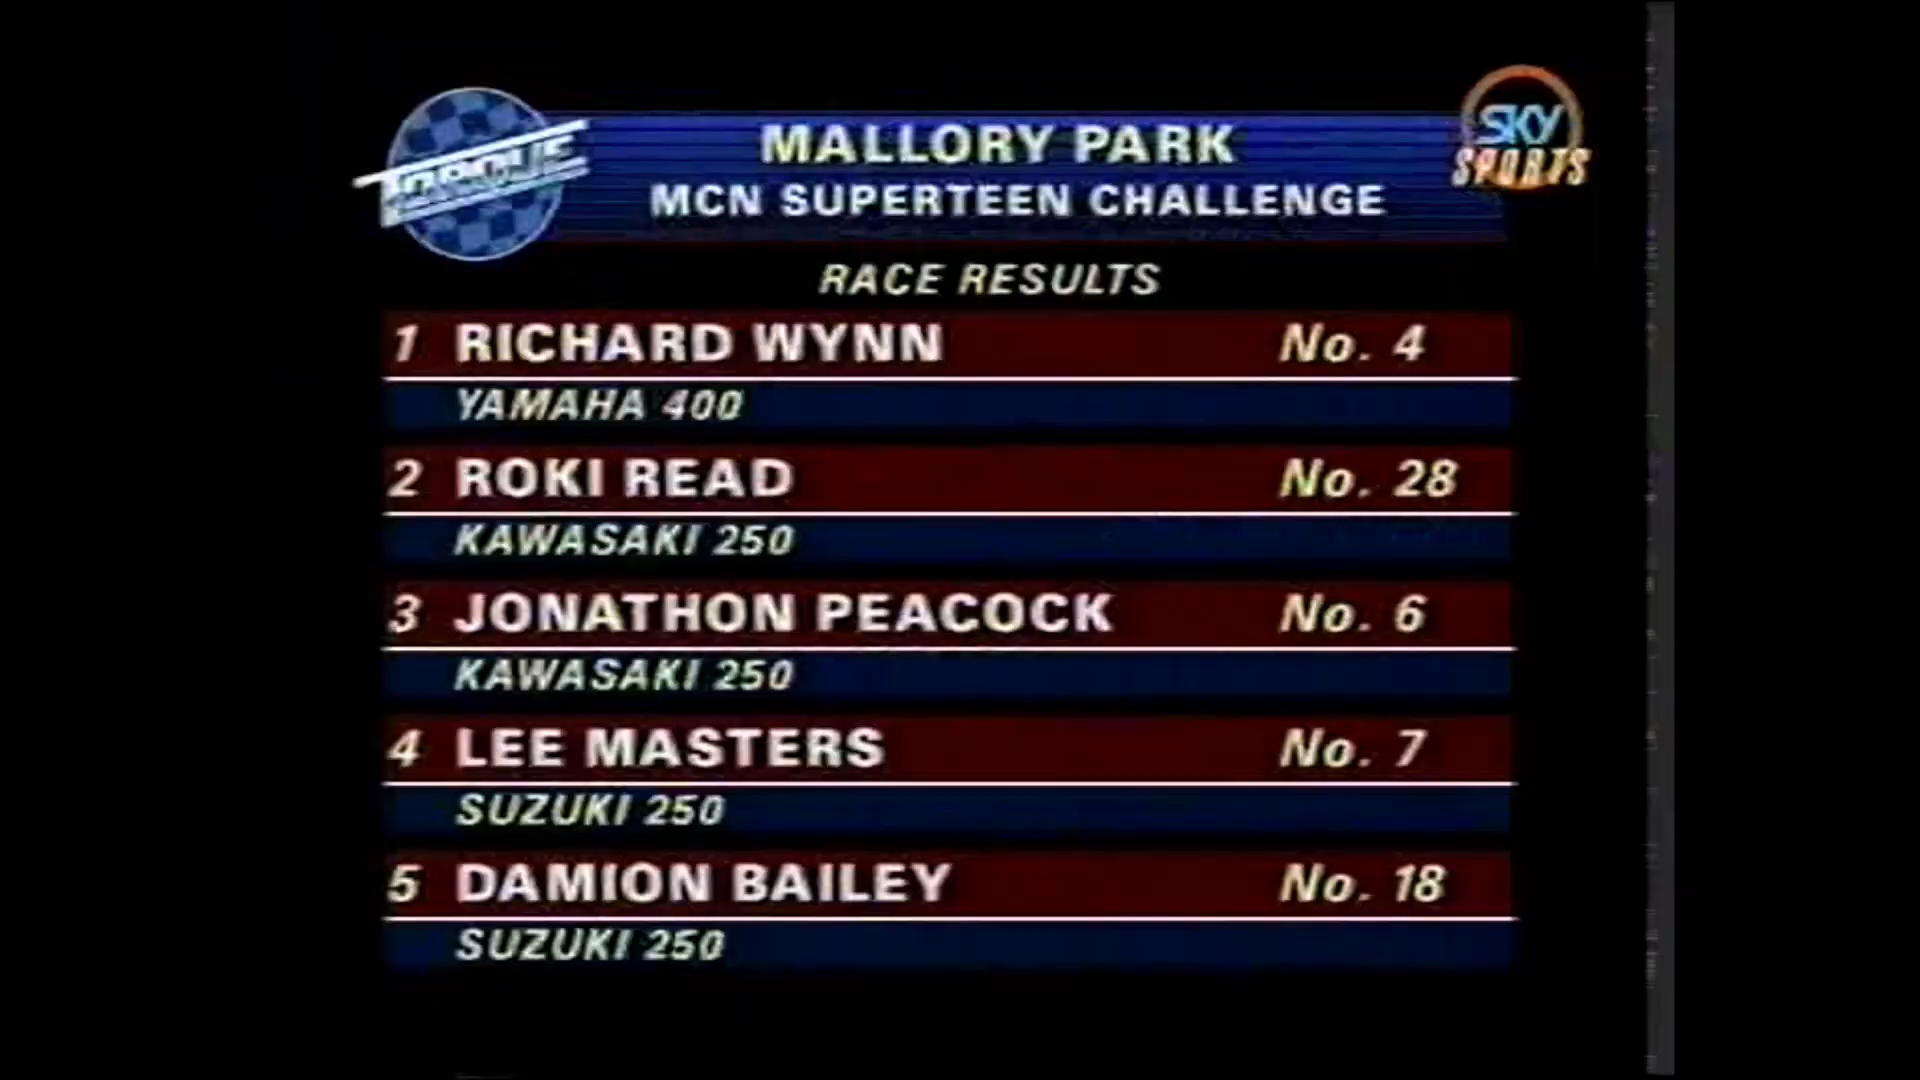 TORQUE
MALLORY PARK
SKY SPORTS
MCN SUPERTEEN CHALLENGE
RACE RESULTS
1 RICHARD WYNN No. 4
YAMAHA 400
2 ROKI READ No. 28
KAWASAKI 250
3 JONATHON PEACOCK No. 6
KAWASAKI 250
4 LEE MASTERS No. 7
SUZUKI 250
5 DAMION BAILEY No. 18
SUZUKI 250